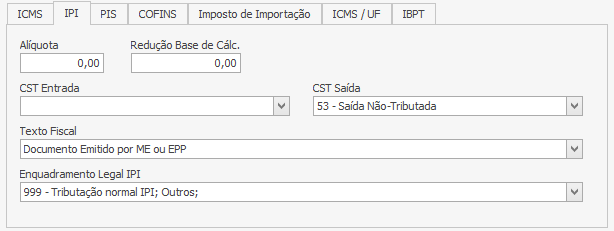 ICMS IPI PIS COFINS Imposto de Importação ICMS / UF IBPT
Alíquota Redução Base de Cálc.
0,00 0,00
CST Entrada CST Saída
53 - Saída Não-Tributada
Texto Fiscal
Documento Emitido por ME ou EPP
Enquadramento Legal IPI
999 - Tributação normal IPI; Outros;